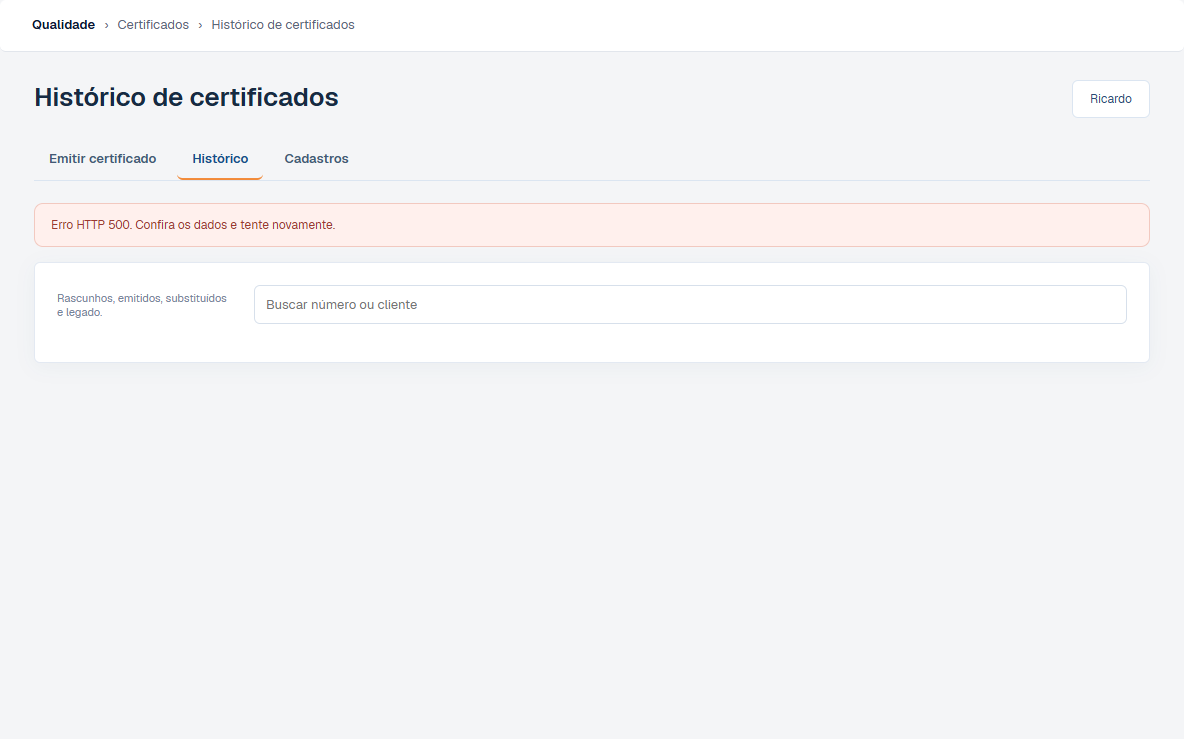 Qualidade › Certificados › Histórico de certificados
Histórico de certificados
Ricardo
Emitir certificado Histórico Cadastros
Erro HTTP 500. Confira os dados e tente novamente.
Rascunhos, emitidos, substituídos
e legado.
Buscar número ou cliente